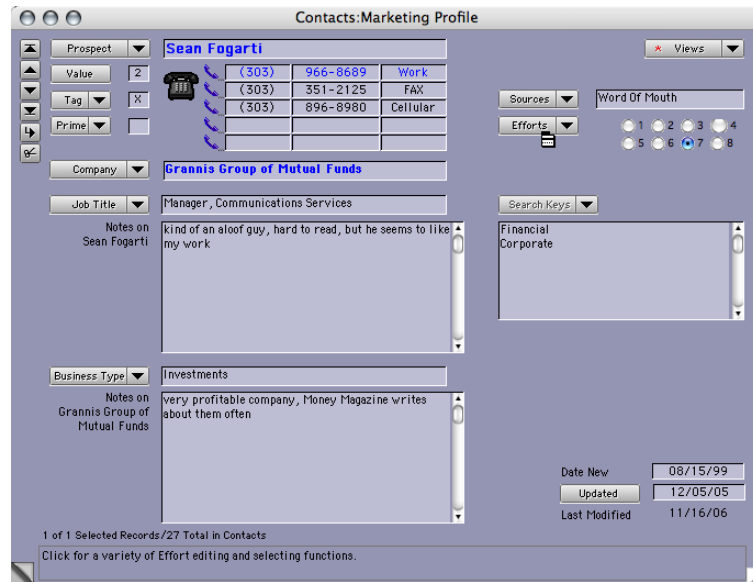 Contacts:Marketing Profile
Prospect
Sean Fogarti
* Views
Value 2
(303) 966-8689 Work
Tag X
(303) 351-2125 FAX
Sources Word Of Mouth
(303) 896-8980 Cellular
Prime
Efforts 1 2 3 4
5 6 7 8
Company Grannis Group of Mutual Funds
Job Title Manager, Communications Services
Search Keys
Notes on
Sean Fogarti
kind of an aloof guy, hard to read, but he seems to like
my work
Financial
Corporate
Business Type Investments
Notes on
Grannis Group of
Mutual Funds
very profitable company, Money Magazine writes
about them often
Date New 08/15/99
Updated 12/05/05
Last Modified 11/16/06
1 of 1 Selected Records/27 Total in Contacts
Click for a variety of Effort editing and selecting functions.